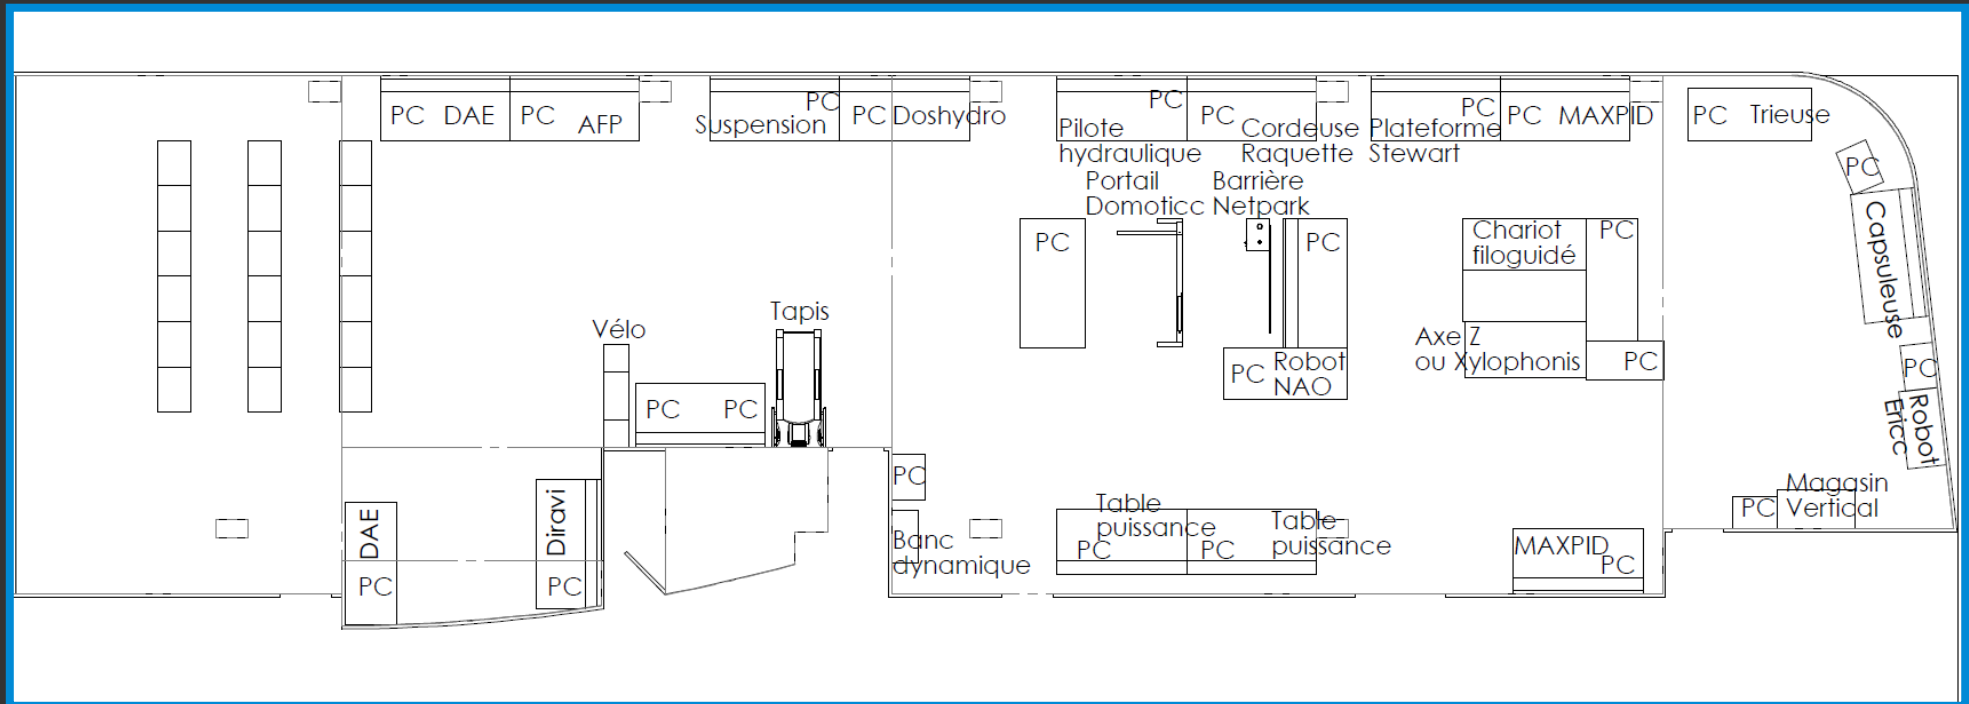 PC DAE
PC AFP
PC
Suspension
PC Doshydro
PC
Pilote
hydraulique
PC
Cordeuse
Raquette
PC
Plateforme
Stewart
PC MAXPID
PC Trieuse
PC
Capsuleuse
Portail
Domoticc
Barrière
Netpark
PC
PC
Chariot
filoguidé
PC
Vélo
Tapis
PC
PC
PC
Robot
NAO
Axe Z
ou Xylophonis
PC
PC
Robot
Ericc
DAE
PC
Diravi
PC
PC
Banc
dynamique
Table
puissance
PC
Table
puissance
PC
MAXPID
PC
Magasin
Vertical
PC